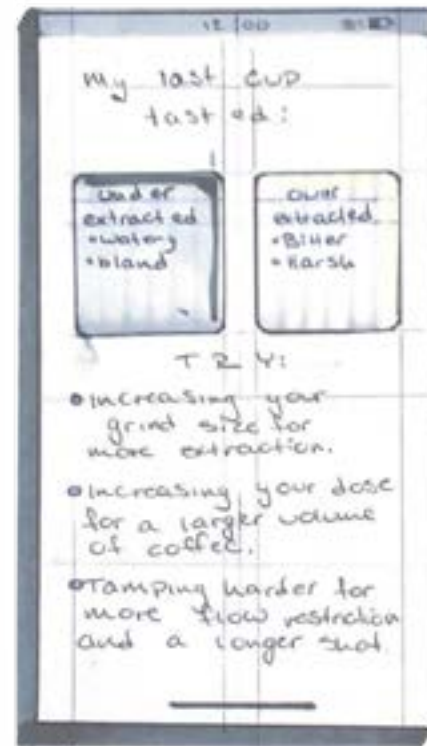 12:00
My last cup
tasted:
under
extracted
•watery
•bland
over
extracted.
•Bitter
•Harsh
TRY:
•Increasing your
grind size for
more extraction.
•Increasing your dose
for a larger volume
of coffee.
•Tamping harder for
more flow restriction
and a longer shot.